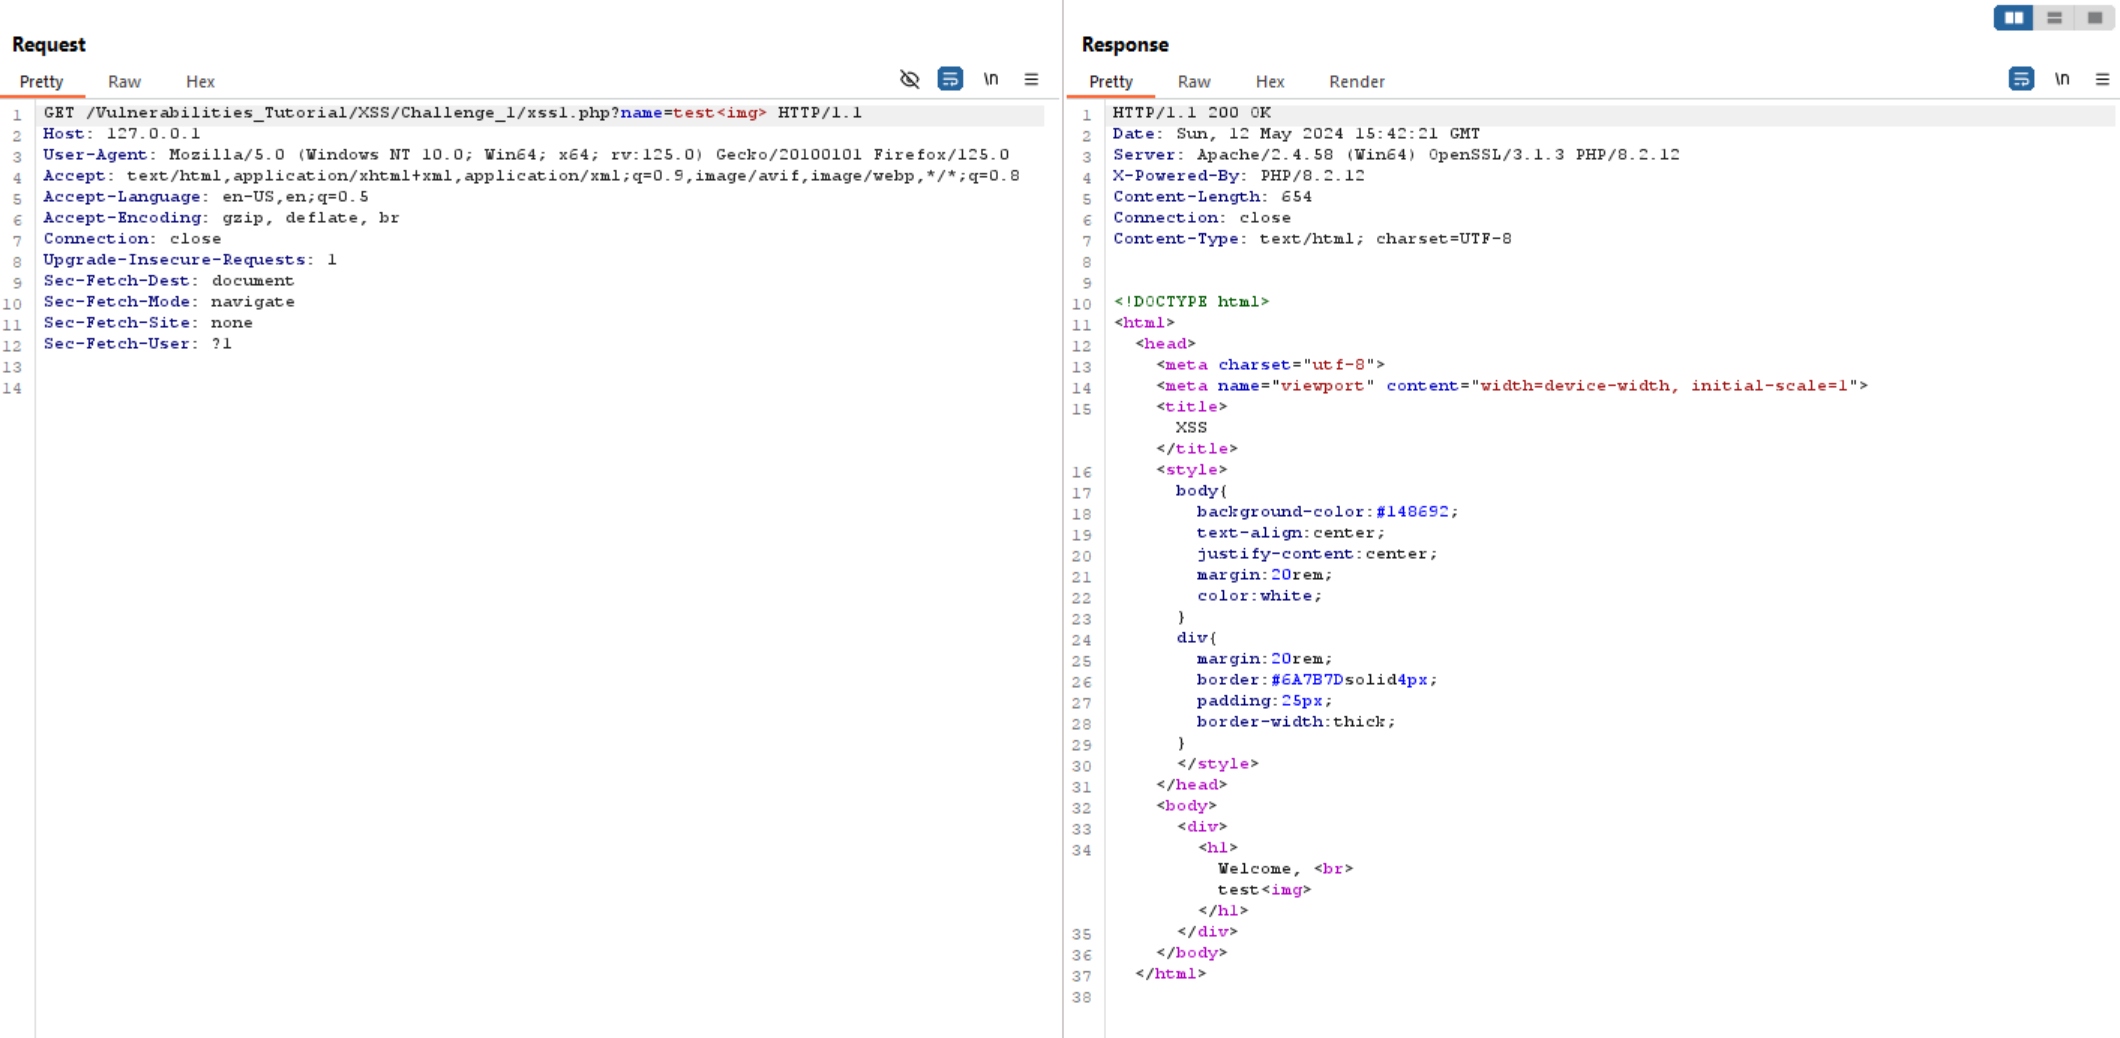 Request
Pretty Raw Hex \n
1 GET /Vulnerabilities_Tutorial/XSS/Challenge_1/xss1.php?name=test<img> HTTP/1.1
2 Host: 127.0.0.1
3 User-Agent: Mozilla/5.0 (Windows NT 10.0; Win64; x64; rv:125.0) Gecko/20100101 Firefox/125.0
4 Accept: text/html,application/xhtml+xml,application/xml;q=0.9,image/avif,image/webp,*/*;q=0.8
5 Accept-Language: en-US,en;q=0.5
6 Accept-Encoding: gzip, deflate, br
7 Connection: close
8 Upgrade-Insecure-Requests: 1
9 Sec-Fetch-Dest: document
10 Sec-Fetch-Mode: navigate
11 Sec-Fetch-Site: none
12 Sec-Fetch-User: ?1
13
14
Response
Pretty Raw Hex Render \n
1 HTTP/1.1 200 OK
2 Date: Sun, 12 May 2024 15:42:21 GMT
3 Server: Apache/2.4.58 (Win64) OpenSSL/3.1.3 PHP/8.2.12
4 X-Powered-By: PHP/8.2.12
5 Content-Length: 654
6 Connection: close
7 Content-Type: text/html; charset=UTF-8
8
9
10 <!DOCTYPE html>
11 <html>
12 <head>
13 <meta charset="utf-8">
14 <meta name="viewport" content="width=device-width, initial-scale=1">
15 <title>
XSS
</title>
16 <style>
17 body{
18 background-color:#148692;
19 text-align:center;
20 justify-content:center;
21 margin:20rem;
22 color:white;
23 }
24 div{
25 margin:20rem;
26 border:#6A7B7Dsolid4px;
27 padding:25px;
28 border-width:thick;
29 }
30 </style>
31 </head>
32 <body>
33 <div>
34 <h1>
Welcome, <br>
test<img>
</h1>
35 </div>
36 </body>
37 </html>
38